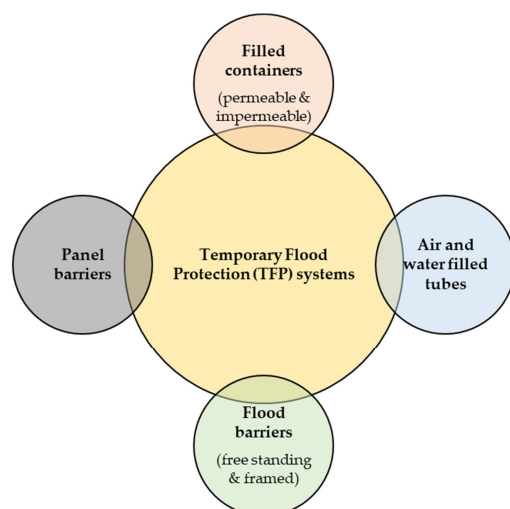 Filled
containers
(permeable &
impermeable)
Panel
barriers
Temporary Flood
Protection (TFP) systems
Air and
water filled
tubes
Flood
barriers
(free standing
& framed)